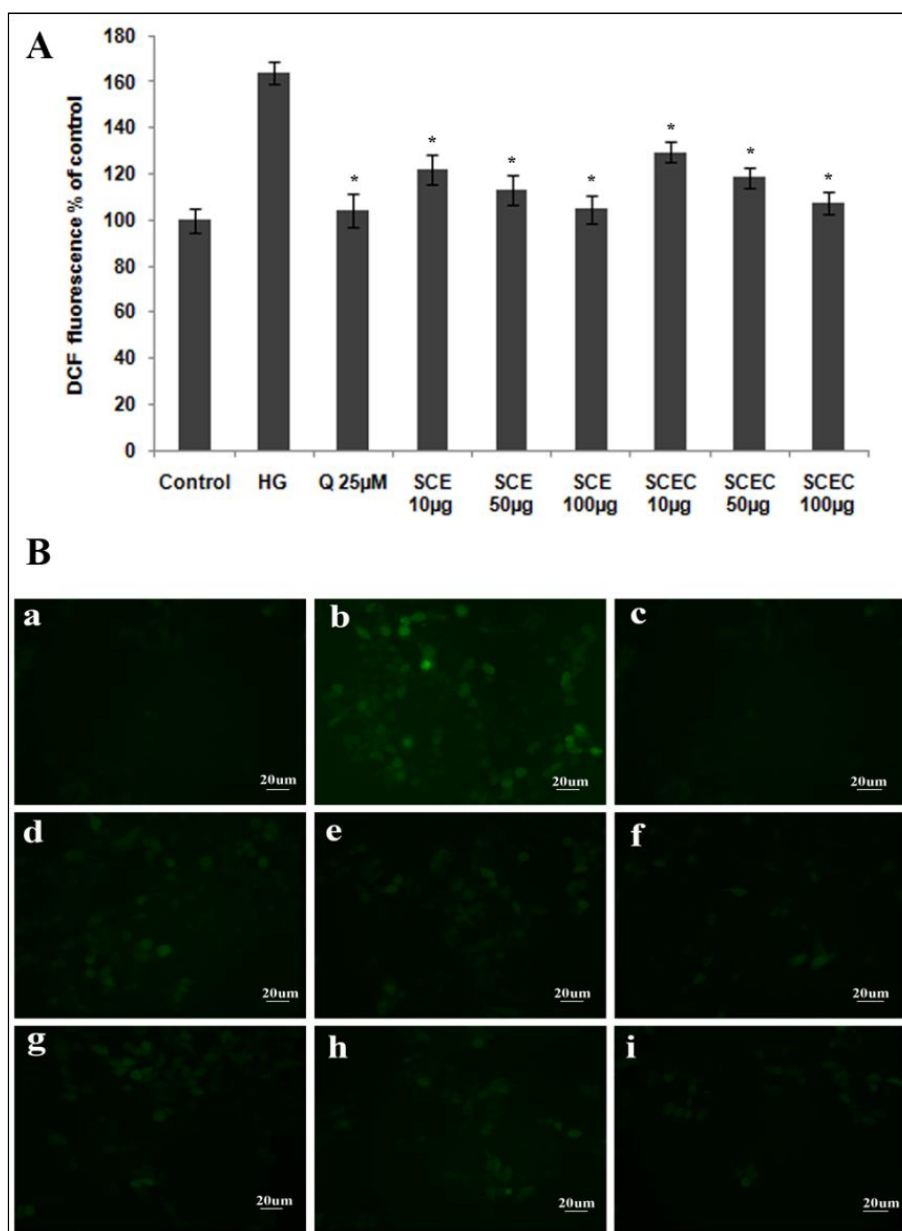 A
DCF fluorescence % of control
180
160
140
120
100
80
60
40
20
0
* * * * * * *
Control HG Q 25µM SCE 10µg SCE 50µg SCE 100µg SCEC 10µg SCEC 50µg SCEC 100µg
B
a b c
20um 20um 20um
d e f
20um 20um 20um
g h i
20um 20um 20um